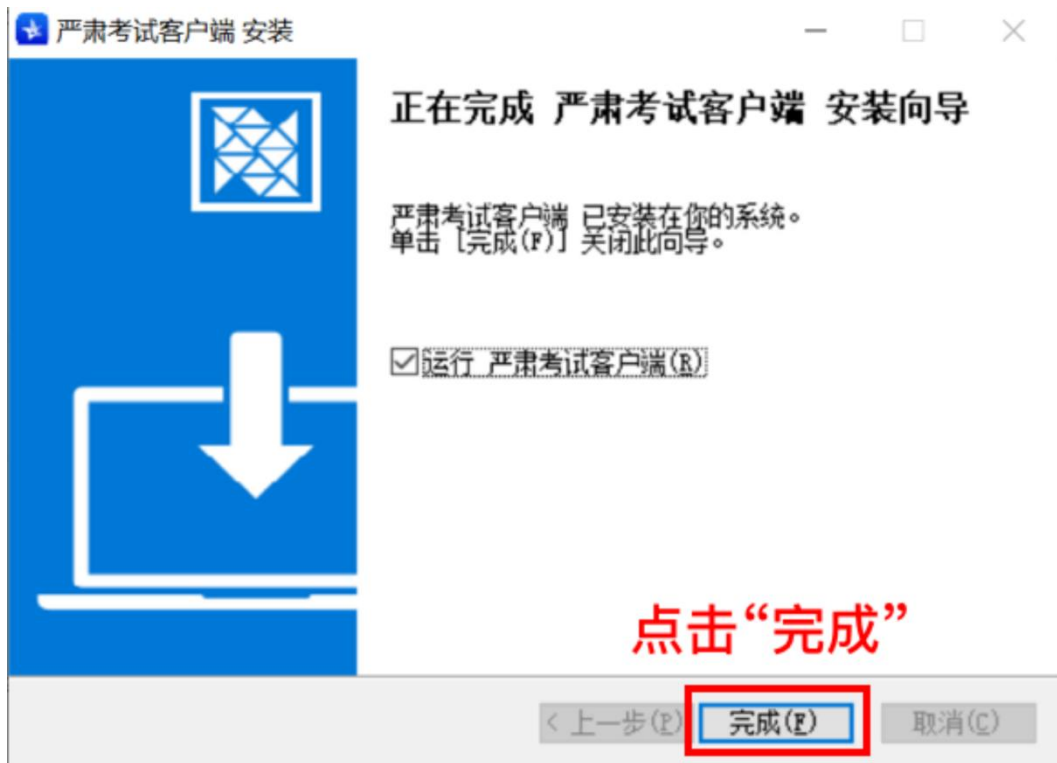 严肃考试客户端 安装
正在完成 严肃考试客户端 安装向导
严肃考试客户端 已安装在你的系统。
单击 [完成(F)] 关闭此向导。
运行 严肃考试客户端(R)
点击“完成”
< 上一步(P)
完成(F)
取消(C)